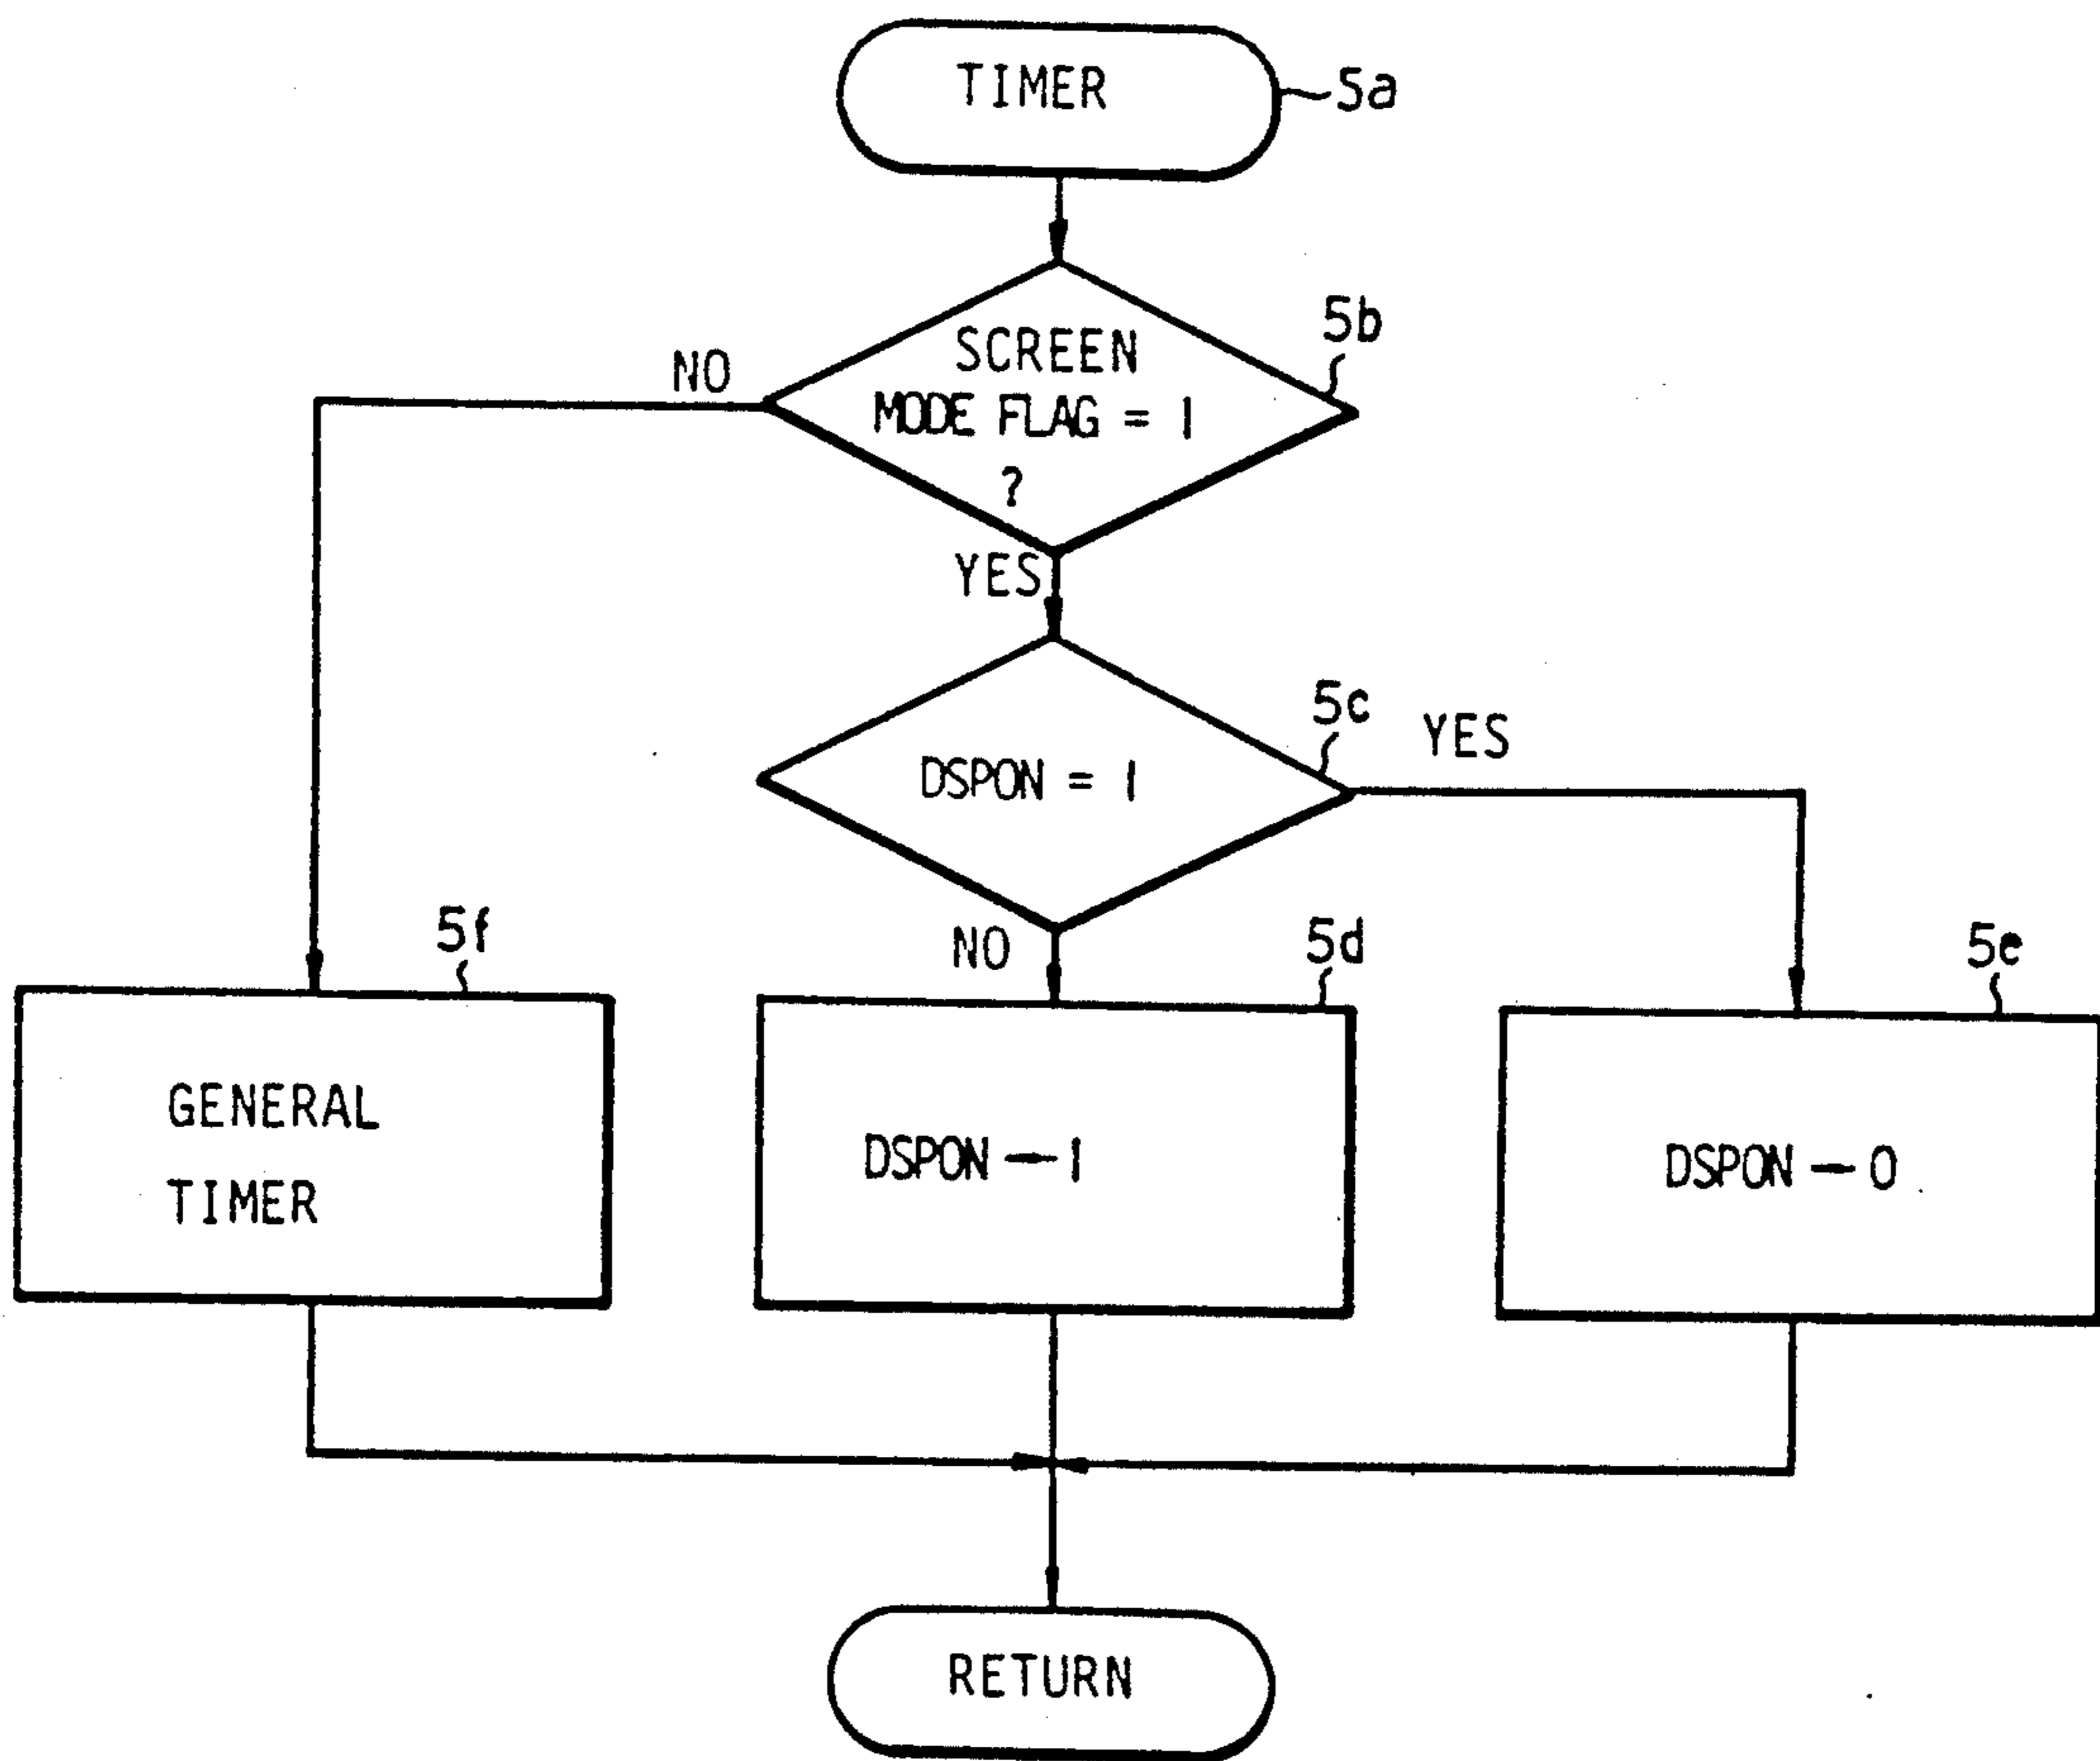 TIMER
5a
5b
SCREEN
MODE FLAG = 1
?
NO
YES
5c
YES
DSPON = 1
NO
5f
5d
5e
GENERAL
TIMER
DSPON — 1
DSPON — 0
RETURN